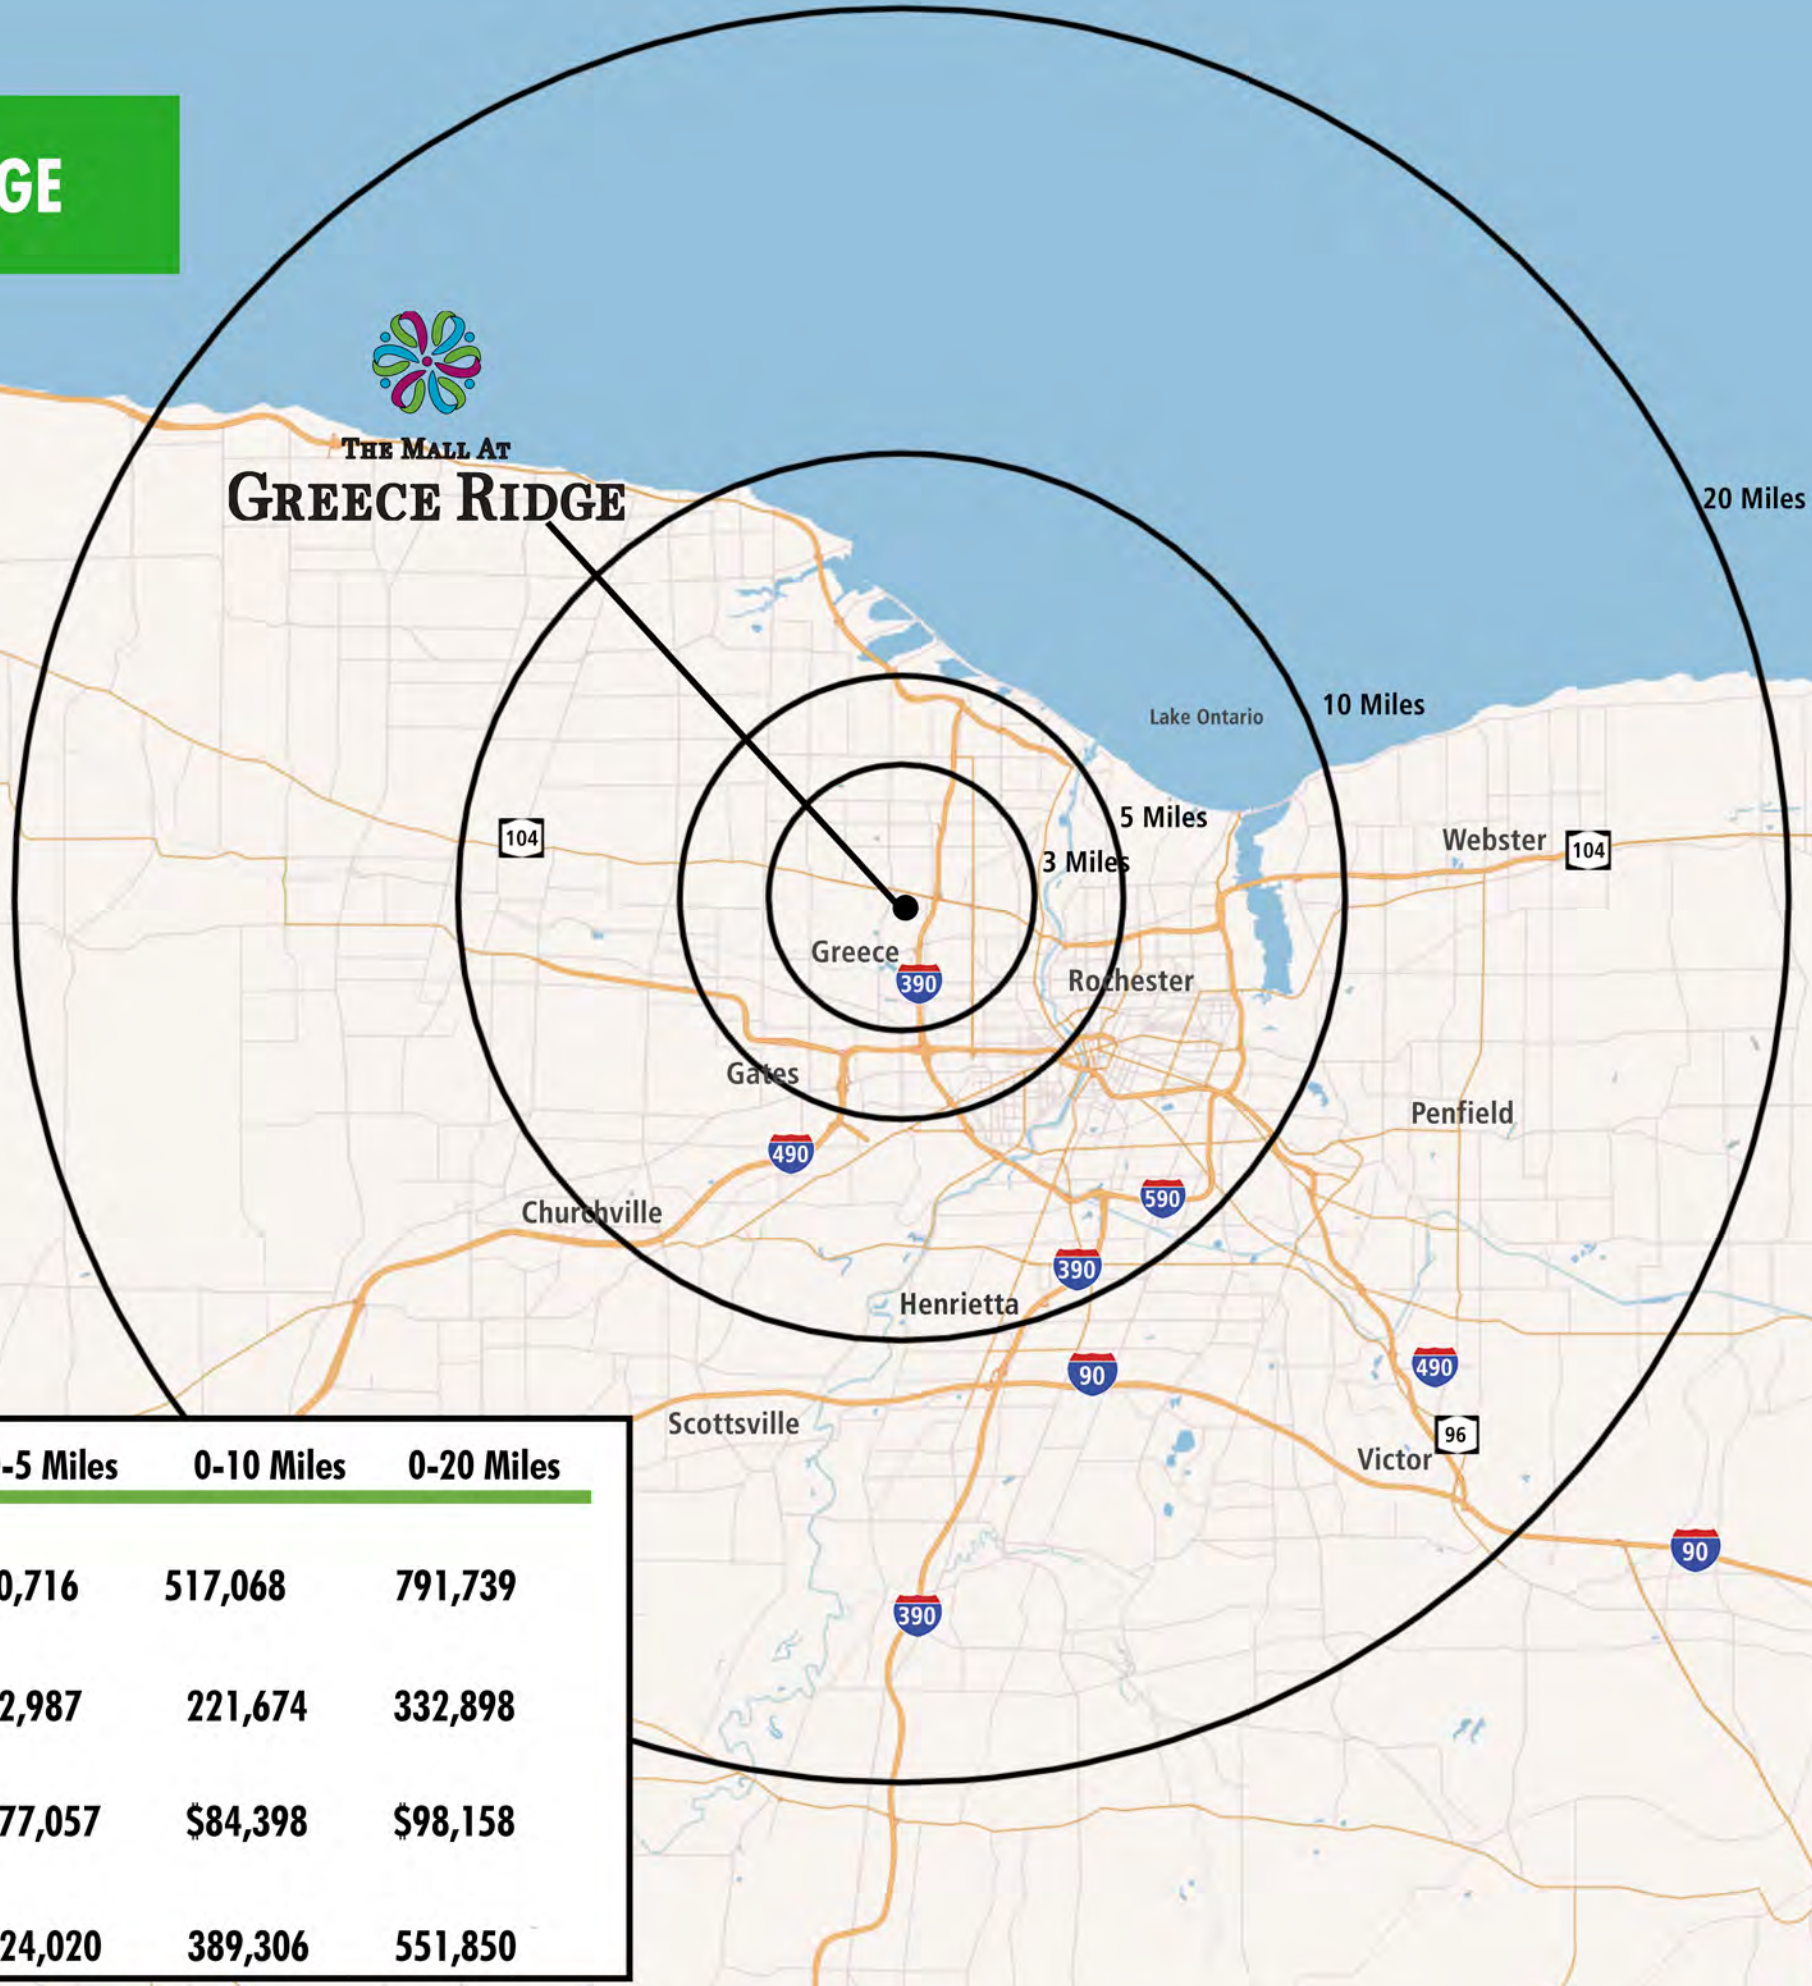 GE
THE MALL AT
GREECE RIDGE
20 Miles
10 Miles
Lake Ontario
5 Miles
3 Miles
104
Webster
104
Greece
390
Rochester
Gates
Penfield
490
590
Churchville
390
Henrietta
90
490
Scottsville
96
Victor
90
390
-5 Miles 0-10 Miles 0-20 Miles
0,716 517,068 791,739
2,987 221,674 332,898
77,057 $84,398 $98,158
24,020 389,306 551,850